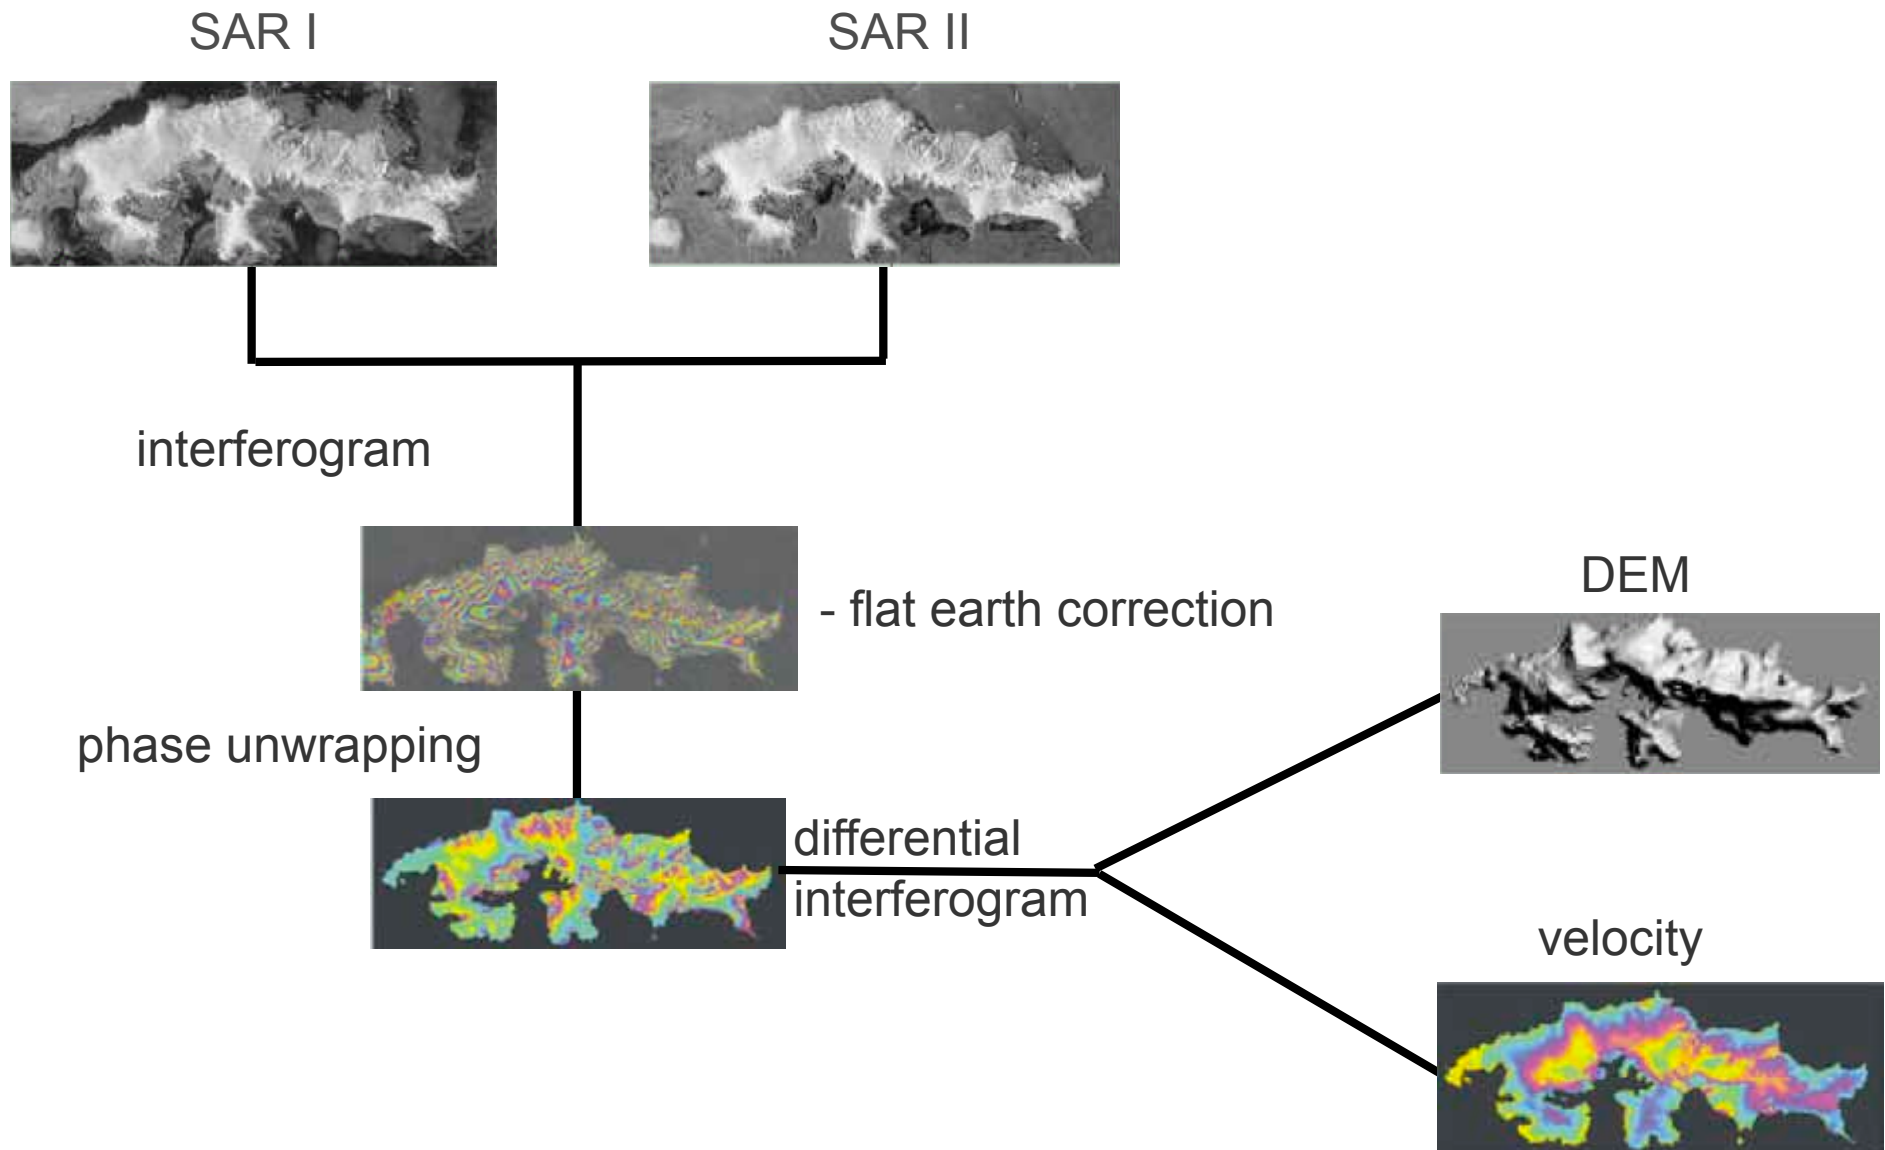 SAR I
SAR II
interferogram
- flat earth correction
DEM
phase unwrapping
differential
interferogram
velocity